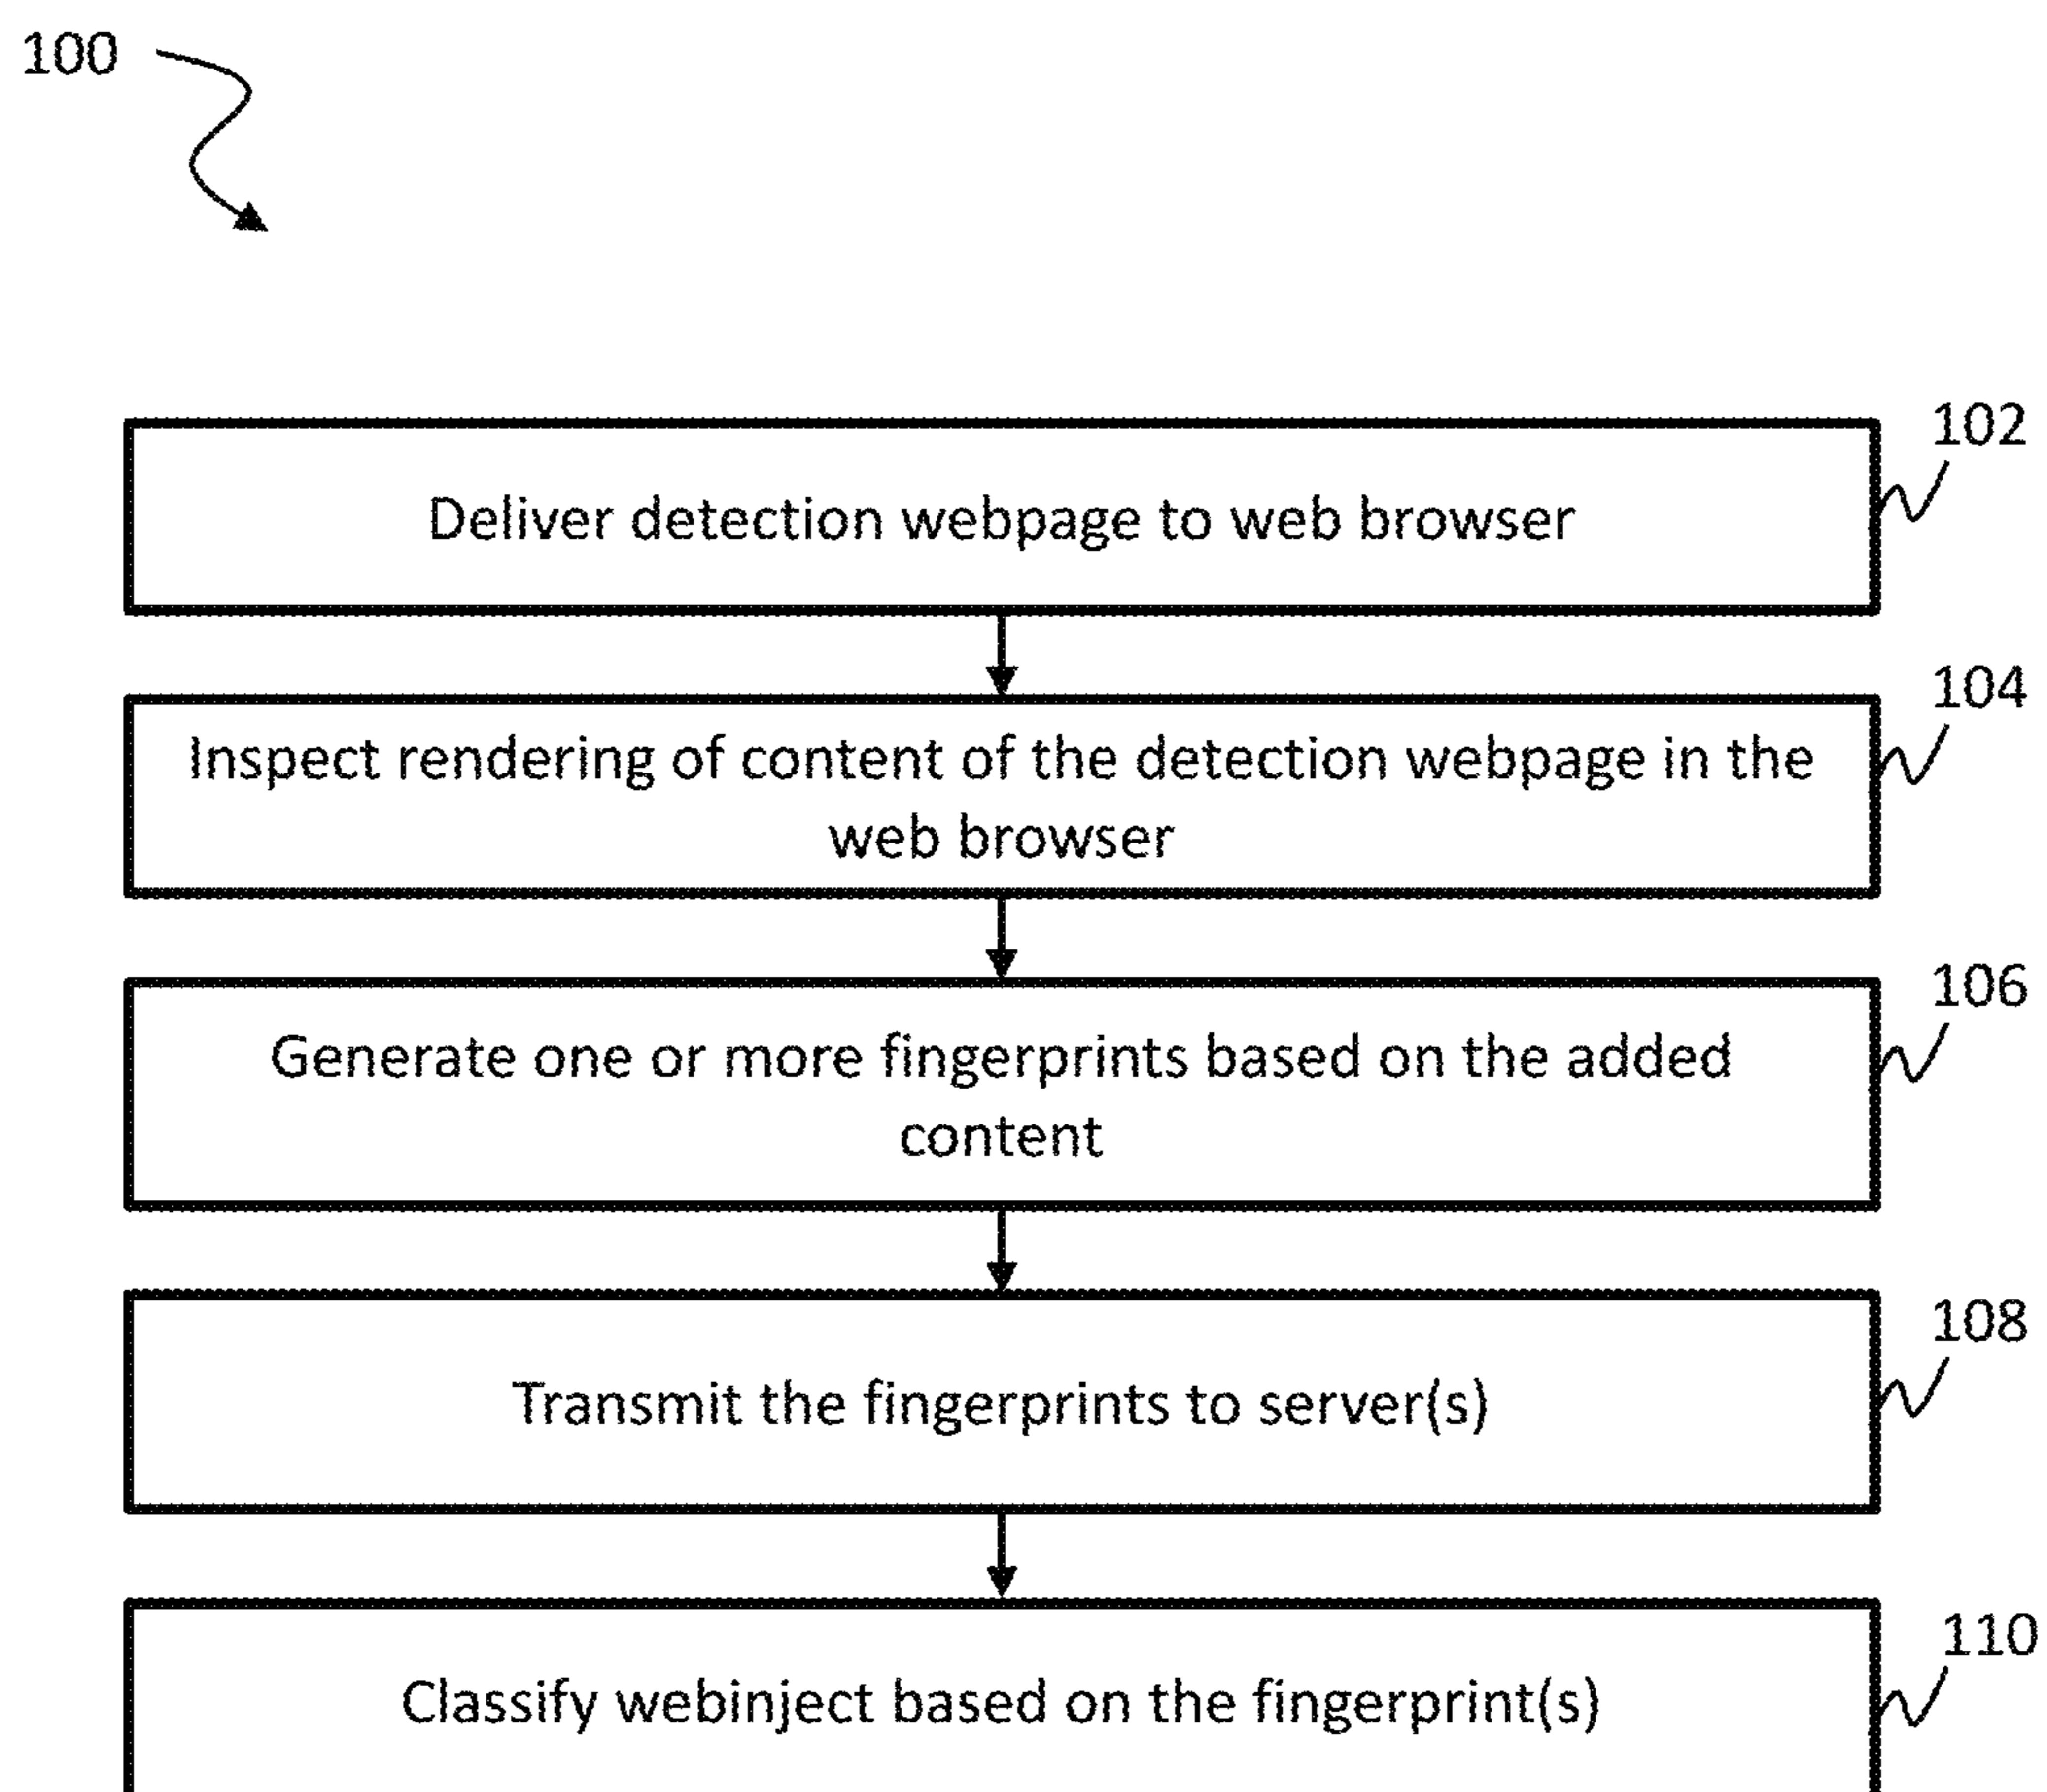 100
102
Deliver detection webpage to web browser
104
Inspect rendering of content of the detection webpage in the
web browser
106
Generate one or more fingerprints based on the added
content
108
Transmit the fingerprints to server(s)
110
Classify webinject based on the fingerprint(s)